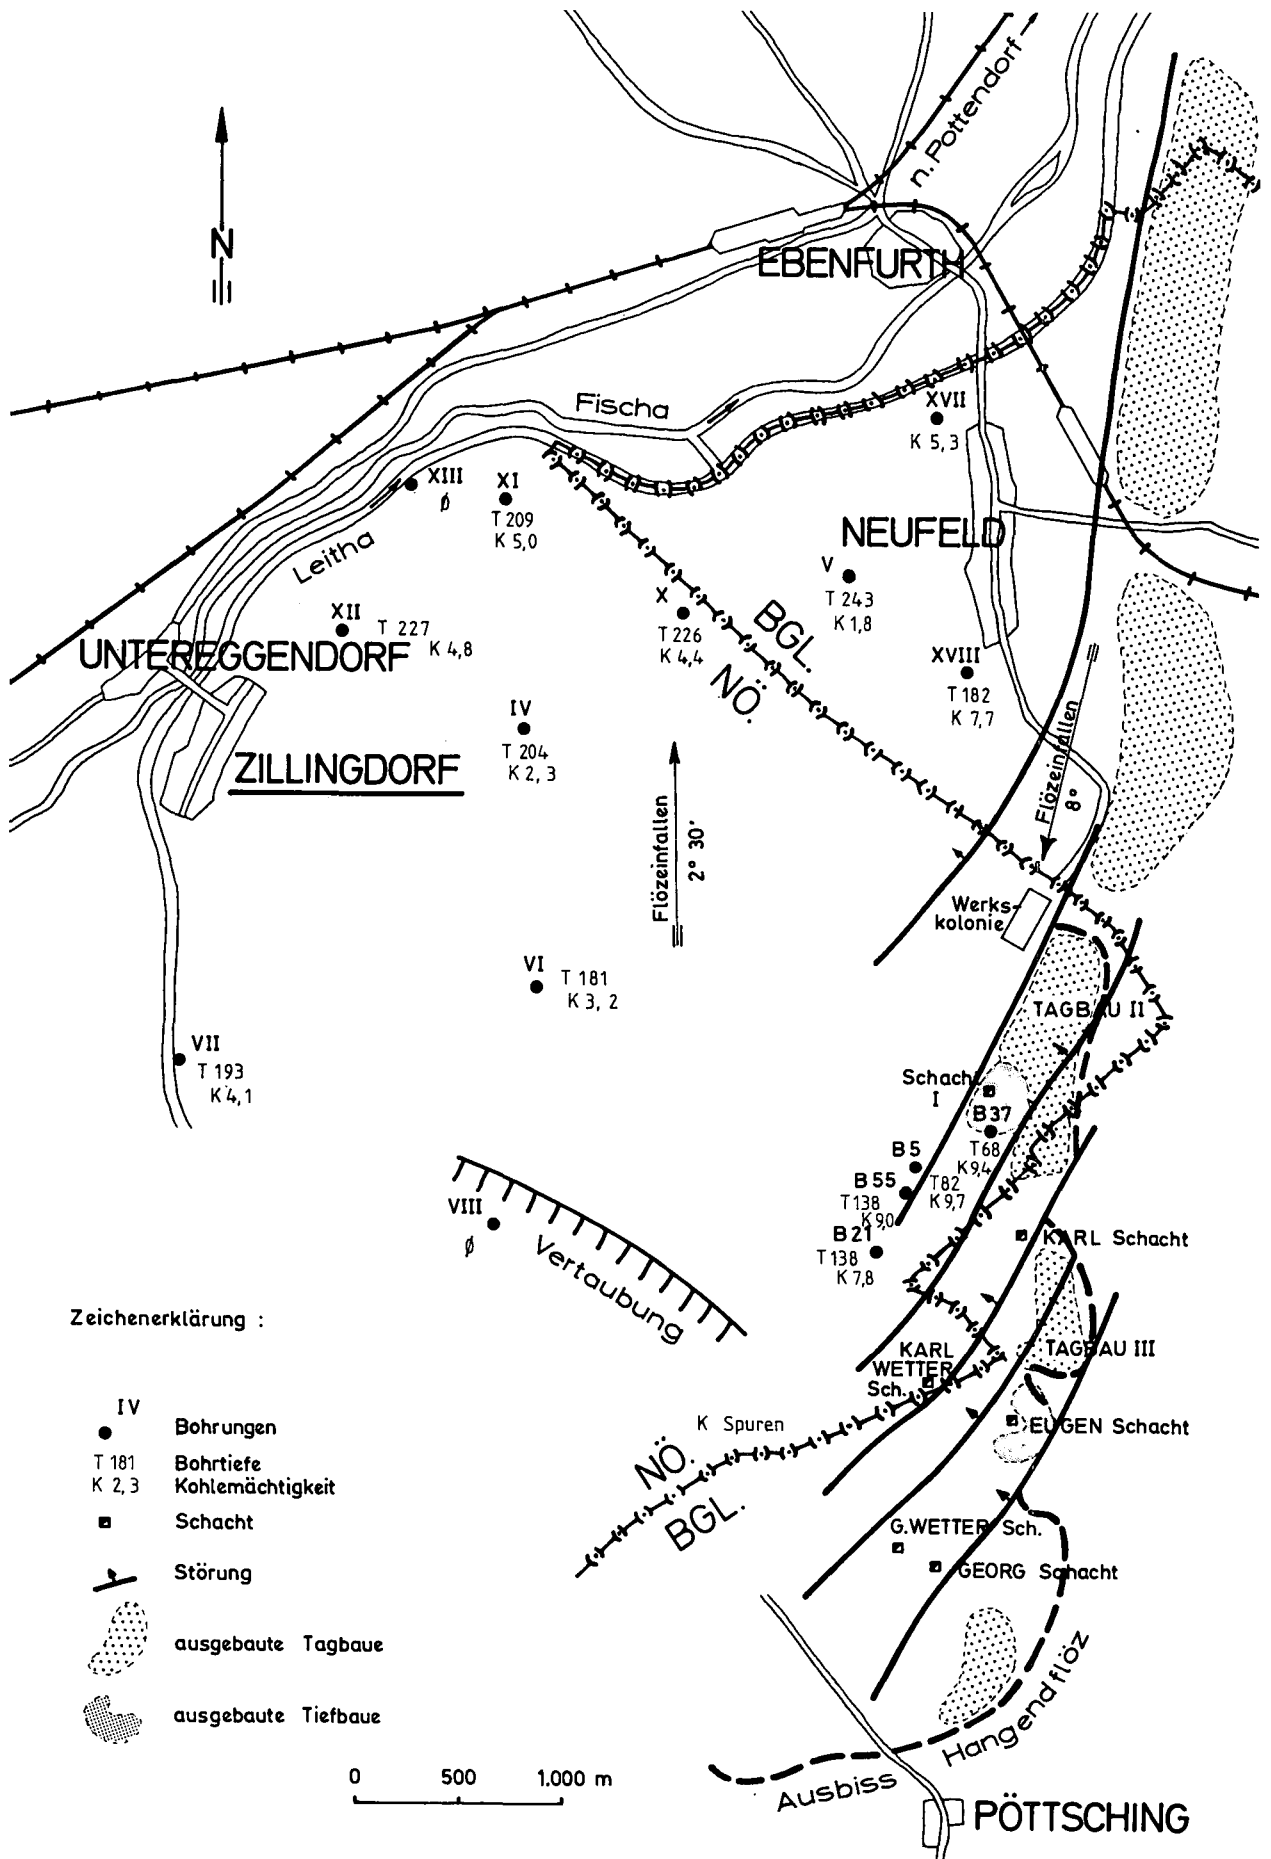 n. Pottendorf
N
EBENFURTH
Fischa
XVII
K 5,3
XIII
ø
XI
T 209
K 5,0
NEUFELD
Leitha
V
T 243
K 1,8
X
T 226
K 4,4
BGL.
NÖ.
XII
T 227
K 4,8
UNTEREGGENDORF
XVIII
T 182
K 7,7
IV
T 204
K 2,3
ZILLINGDORF
Flözeinfallen
8°
Flözeinfallen
2° 30'
Werks-
kolonie
VI
T 181
K 3,2
TAGBAU II
VII
T 193
K 4,1
Schacht
I
B 37
T 68
K 9,4
B 5
T 82
K 9,7
B 55
T 138
K 9,0
B 21
T 138
K 7,8
VIII
ø
Vertaubung
KARL Schacht
KARL
WETTER
Sch.
TAGBAU III
K Spuren
EUGEN Schacht
NÖ.
BGL.
G.WETTER Sch.
GEORG Schacht
Zeichenerklärung :
IV
Bohrungen
T 181 Bohrtiefe
K 2,3 Kohlemächtigkeit
Schacht
Störung
ausgebaute Tagbaue
ausgebaute Tiefbaue
0 500 1.000 m
Ausbiss Hangendflöz
PÖTTSCHING